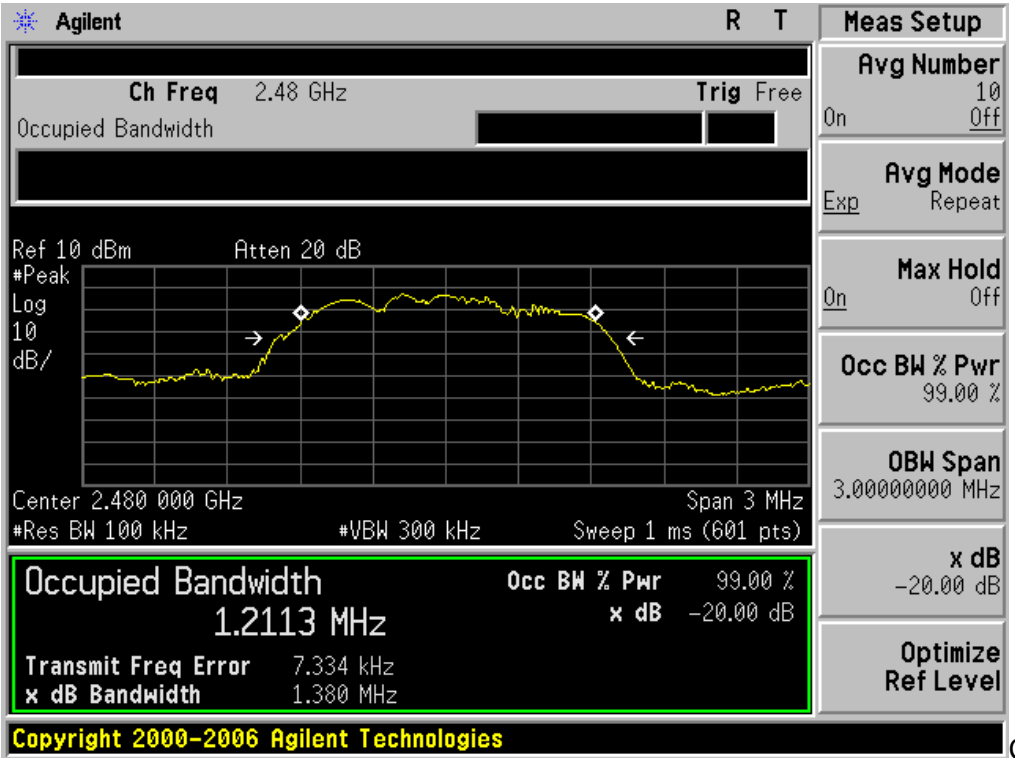 Agilent R T Meas Setup
Avg Number
10
On Off
Ch Freq 2.48 GHz Trig Free
Occupied Bandwidth
Avg Mode
Exp Repeat
Ref 10 dBm Atten 20 dB
#Peak
Log
10
dB/
Max Hold
On Off
Occ BW % Pwr
99.00 %
OBW Span
3.00000000 MHz
Center 2.480 000 GHz Span 3 MHz
#Res BW 100 kHz #VBW 300 kHz Sweep 1 ms (601 pts)
x dB
-20.00 dB
Occupied Bandwidth Occ BW % Pwr 99.00 %
1.2113 MHz x dB -20.00 dB
Transmit Freq Error 7.334 kHz
x dB Bandwidth 1.380 MHz
Optimize
Ref Level
Copyright 2000-2006 Agilent Technologies